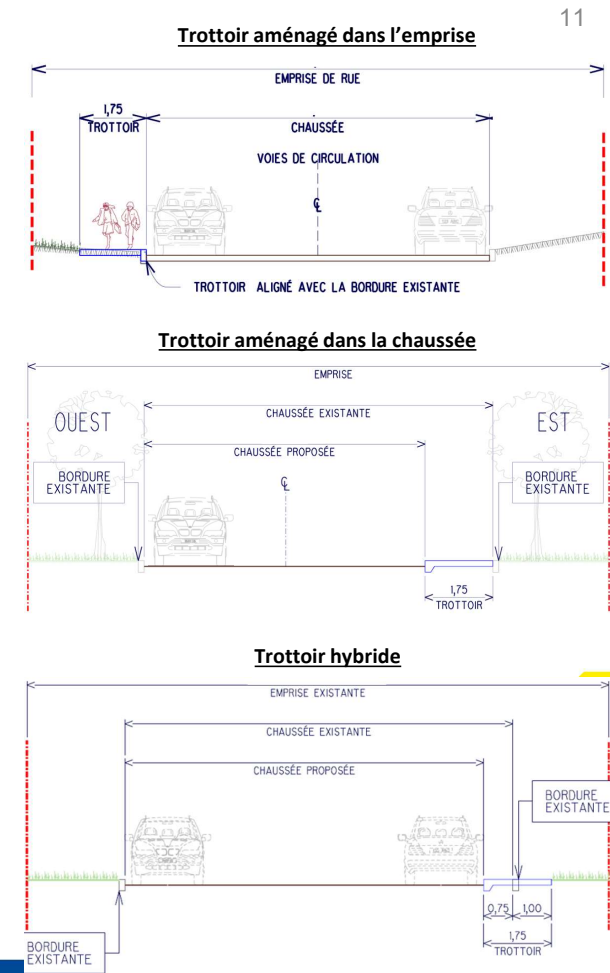 11
Trottoir aménagé dans l’emprise
EMPRISE DE RUE
1,75
TROTTOIR
CHAUSSÉE
VOIES DE CIRCULATION
℄
TROTTOIR ALIGNÉ AVEC LA BORDURE EXISTANTE
Trottoir aménagé dans la chaussée
EMPRISE
OUEST
CHAUSSÉE EXISTANTE
EST
CHAUSSÉE PROPOSÉE
BORDURE
EXISTANTE
℄
BORDURE
EXISTANTE
1,75
TROTTOIR
Trottoir hybride
EMPRISE EXISTANTE
CHAUSSÉE EXISTANTE
CHAUSSÉE PROPOSÉE
BORDURE
EXISTANTE
0,75 1,00
1,75
TROTTOIR
BORDURE
EXISTANTE